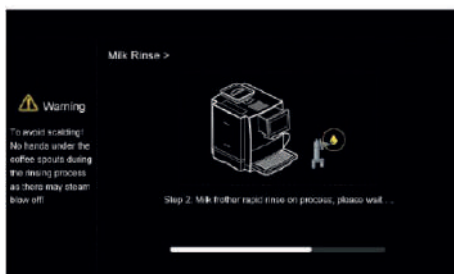 Milk Rinse >
Warning
To avoid scalding!
No hands under the
coffee spouts during
the rinsing process
as there may steam
blow off!
Step 2: Milk frother rapid rinse on process, please wait ...